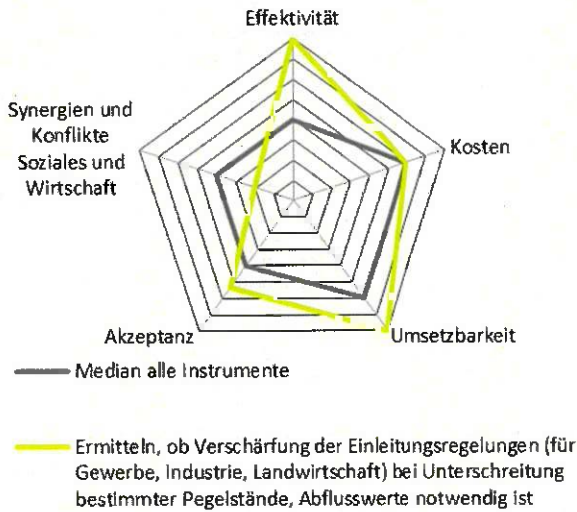 Effektivität
Synergien und
Konflikte
Soziales und
Wirtschaft
Kosten
Akzeptanz
Umsetzbarkeit
Median alle Instrumente
Ermitteln, ob Verschärfung der Einleitungsregelungen (für
Gewerbe, Industrie, Landwirtschaft) bei Unterschreitung
bestimmter Pegelstände, Abflusswerte notwendig ist